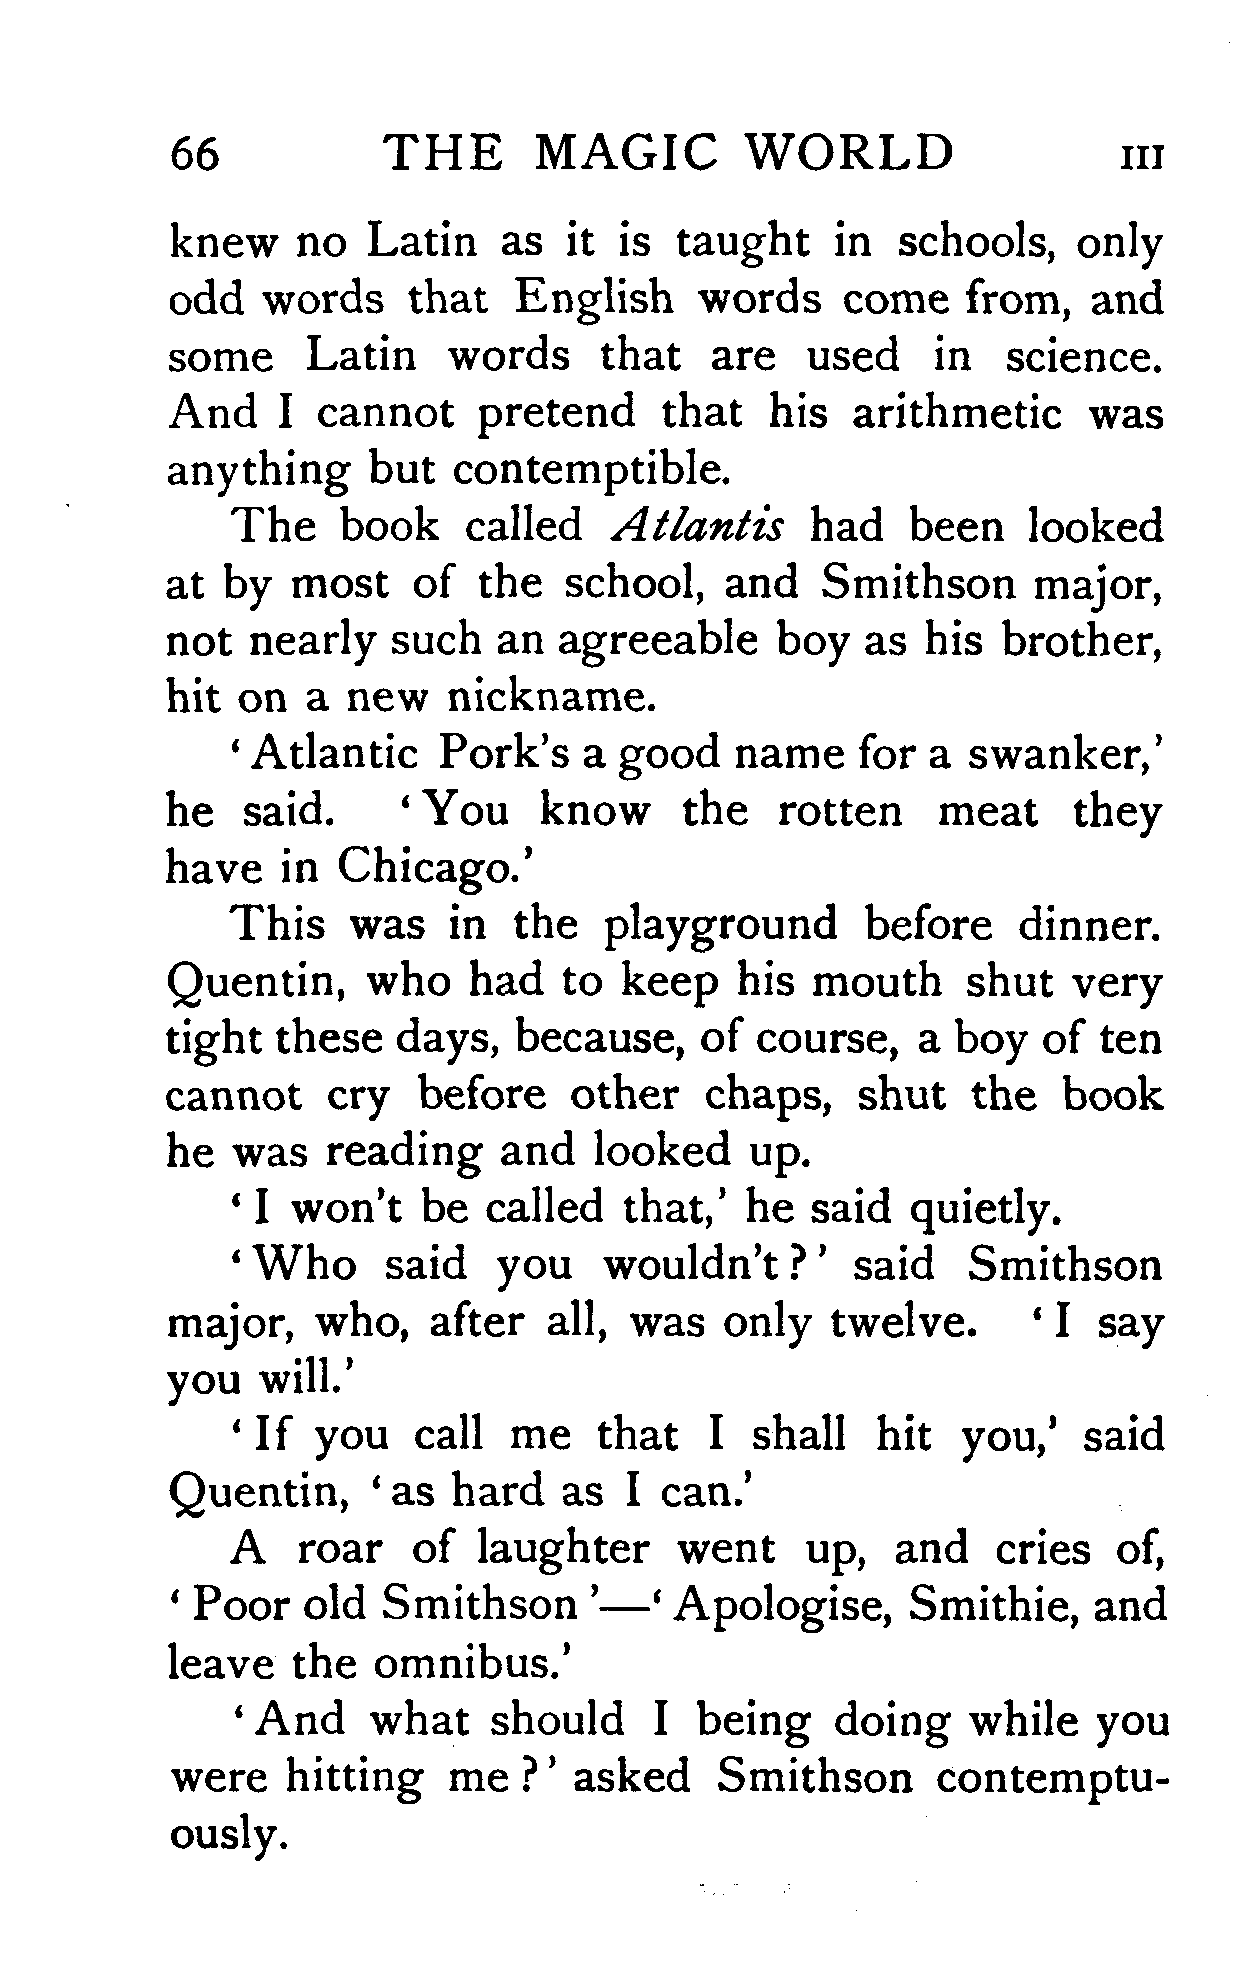 66 THE MAGIC WORLD III
knew no Latin as it is taught in schools, only
odd words that English words come from, and
some Latin words that are used in science.
And I cannot pretend that his arithmetic was
anything but contemptible.
The book called Atlantis had been looked
at by most of the school, and Smithson major,
not nearly such an agreeable boy as his brother,
hit on a new nickname.
‘Atlantic Pork’s a good name for a swanker,’
he said. ‘You know the rotten meat they
have in Chicago.’
This was in the playground before dinner.
Quentin, who had to keep his mouth shut very
tight these days, because, of course, a boy of ten
cannot cry before other chaps, shut the book
he was reading and looked up.
‘I won’t be called that,’ he said quietly.
‘Who said you wouldn’t?’ said Smithson
major, who, after all, was only twelve. ‘I say
you will.’
‘If you call me that I shall hit you,’ said
Quentin, ‘as hard as I can.’
A roar of laughter went up, and cries of,
‘Poor old Smithson’—‘Apologise, Smithie, and
leave the omnibus.’
‘And what should I being doing while you
were hitting me?’ asked Smithson contemptu-
ously.